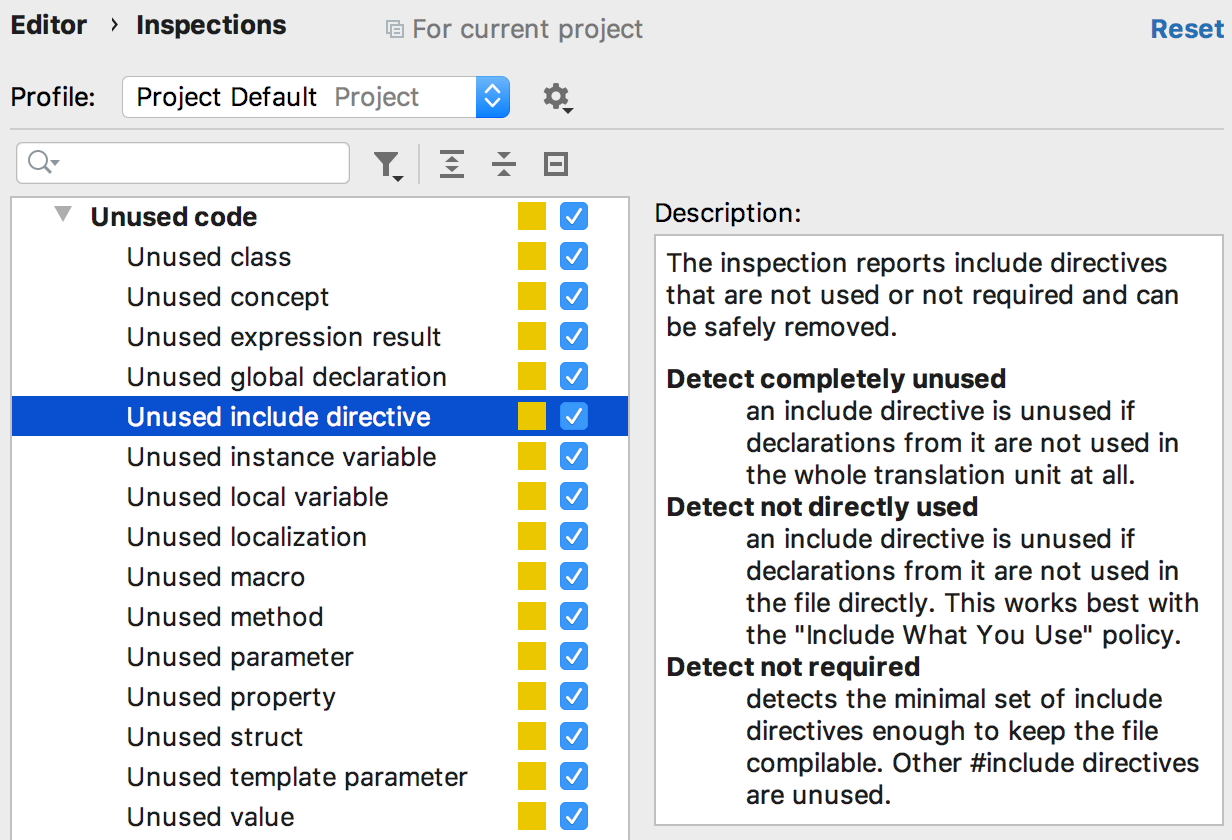 Editor › Inspections For current project Reset
Profile: Project Default Project
Unused code
Unused class
Unused concept
Unused expression result
Unused global declaration
Unused include directive
Unused instance variable
Unused local variable
Unused localization
Unused macro
Unused method
Unused parameter
Unused property
Unused struct
Unused template parameter
Unused value
Description:
The inspection reports include directives
that are not used or not required and can
be safely removed.
Detect completely unused
an include directive is unused if
declarations from it are not used in
the whole translation unit at all.
Detect not directly used
an include directive is unused if
declarations from it are not used in
the file directly. This works best with
the "Include What You Use" policy.
Detect not required
detects the minimal set of include
directives enough to keep the file
compilable. Other #include directives
are unused.